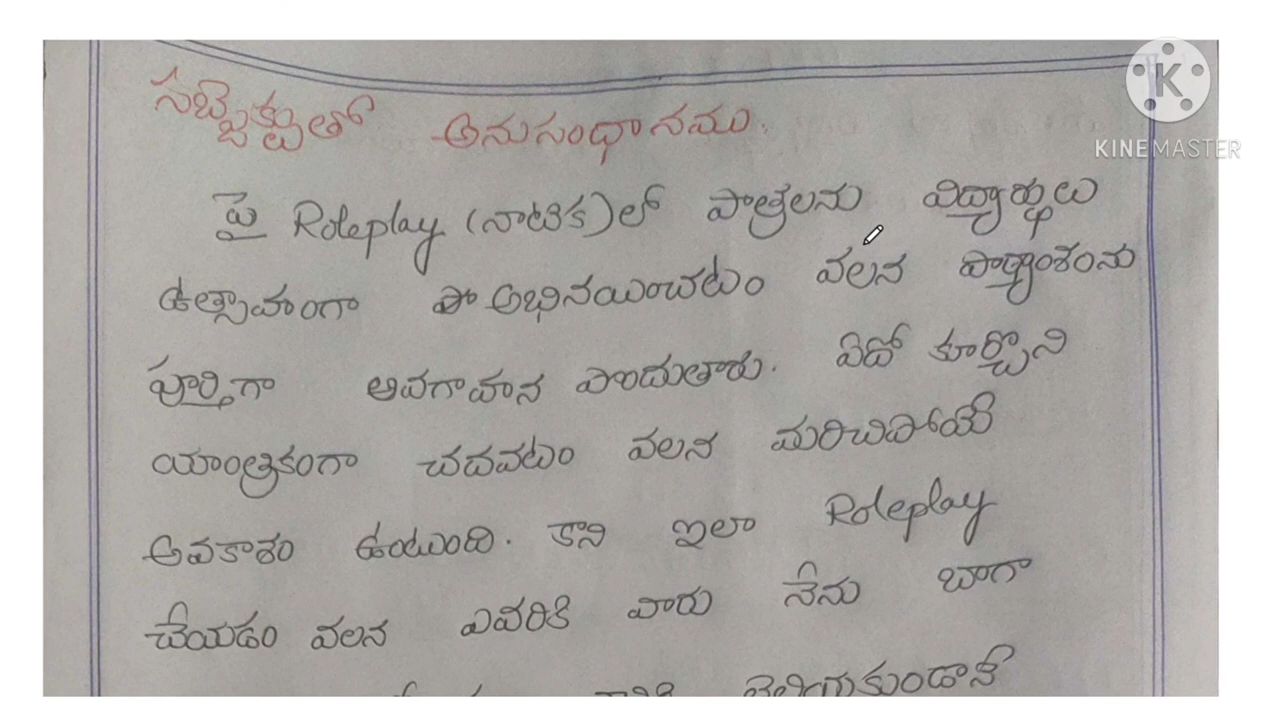 KINEMASTER
సబ్జెక్టుతో అనుసంధానము.
పై Roleplay (నాటిక)లో పాత్రలను విద్యార్థులు
ఉత్సాహంగా అభినయించటం వలన పాఠ్యాంశంను
పూర్తిగా అవగాహన పొందుతారు. ఏదో కూర్చొని
యాంత్రికంగా చదవటం వలన మరిచిపోయే
అవకాశం ఉంటుంది. కాని ఇలా Roleplay
చేయడం వలన ఎవరికి వారు నేను బాగా
తెలియకుండానే